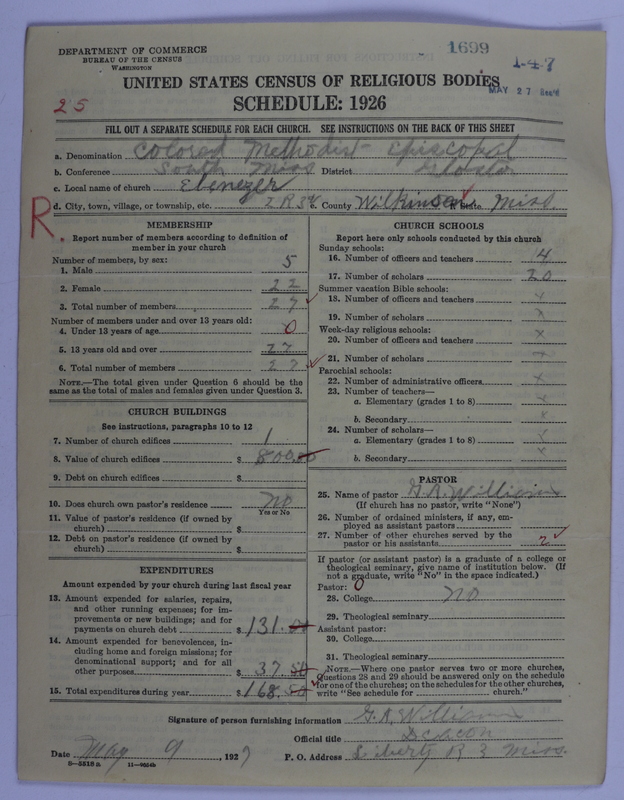 DEPARTMENT OF COMMERCE
BUREAU OF THE CENSUS
WASHINGTON
1699
1-4-7
UNITED STATES CENSUS OF RELIGIOUS BODIES
MAY 27 Rec'd
25
SCHEDULE: 1926
FILL OUT A SEPARATE SCHEDULE FOR EACH CHURCH. SEE INSTRUCTIONS ON THE BACK OF THIS SHEET
a. Denomination Colored Methodist Episcopal
b. Conference South Miss District Gloster
c. Local name of church Ebenezer
d. City, town, village, or township, etc. e. County Wilkinson State Miss
R.
MEMBERSHIP
Report number of members according to definition of member in your church
Number of members, by sex:
1. Male 5
2. Female 22
3. Total number of members 27
Number of members under and over 13 years old:
4. Under 13 years of age 0
5. 13 years old and over 27
6. Total number of members 27
NOTE.—The total given under Question 6 should be the same as the total of males and females given under Question 3.
CHURCH BUILDINGS
See instructions, paragraphs 10 to 12
7. Number of church edifices 1
8. Value of church edifices $ 800.00
9. Debt on church edifices $
10. Does church own pastor's residence No
Yes or No
11. Value of pastor's residence (if owned by church) $
12. Debt on pastor's residence (if owned by church) $
EXPENDITURES
Amount expended by your church during last fiscal year
13. Amount expended for salaries, repairs, and other running expenses; for improvements or new buildings; and for payments on church debt $ 131.00
14. Amount expended for benevolences, including home and foreign missions; for denominational support; and for all other purposes $ 37.50
15. Total expenditures during year $ 168.50
CHURCH SCHOOLS
Report here only schools conducted by this church
Sunday schools:
16. Number of officers and teachers 4
17. Number of scholars 20
Summer vacation Bible schools:
18. Number of officers and teachers x
19. Number of scholars x
Week-day religious schools:
20. Number of officers and teachers x
21. Number of scholars x
Parochial schools:
22. Number of administrative officers x
23. Number of teachers—
a. Elementary (grades 1 to 8) x
b. Secondary x
24. Number of scholars—
a. Elementary (grades 1 to 8) x
b. Secondary x
PASTOR
25. Name of pastor G. A. Williams
(If church has no pastor, write "None")
26. Number of ordained ministers, if any, employed as assistant pastors
27. Number of other churches served by the pastor or his assistants 2
If pastor (or assistant pastor) is a graduate of a college or theological seminary, give name of institution below. (If not a graduate, write "No" in the space indicated.)
Pastor: 0
28. College No
29. Theological seminary
Assistant pastor:
30. College
31. Theological seminary
NOTE.—Where one pastor serves two or more churches, Questions 28 and 29 should be answered only on the schedule for one of the churches; on the schedules for the other churches, write "See schedule for church."
Signature of person furnishing information G. A. Williams
Official title Deacon
Date May 9, 1927 P. O. Address Liberty R 3 Miss
8—5518 a 11—9664b